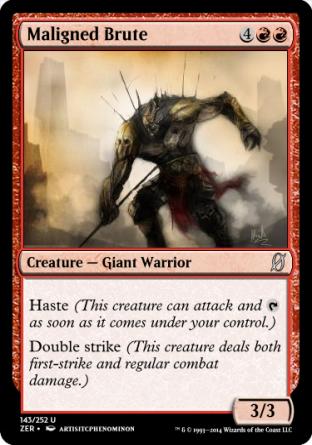 Maligned Brute 4
Creature — Giant Warrior
Haste (This creature can attack and
as soon as it comes under your control.)
Double strike (This creature deals both
first-strike and regular combat
damage.)
3/3
143/252 U
ZER • ARTISITCPHENOMINON
™ & © 1993–2014 Wizards of the Coast LLC